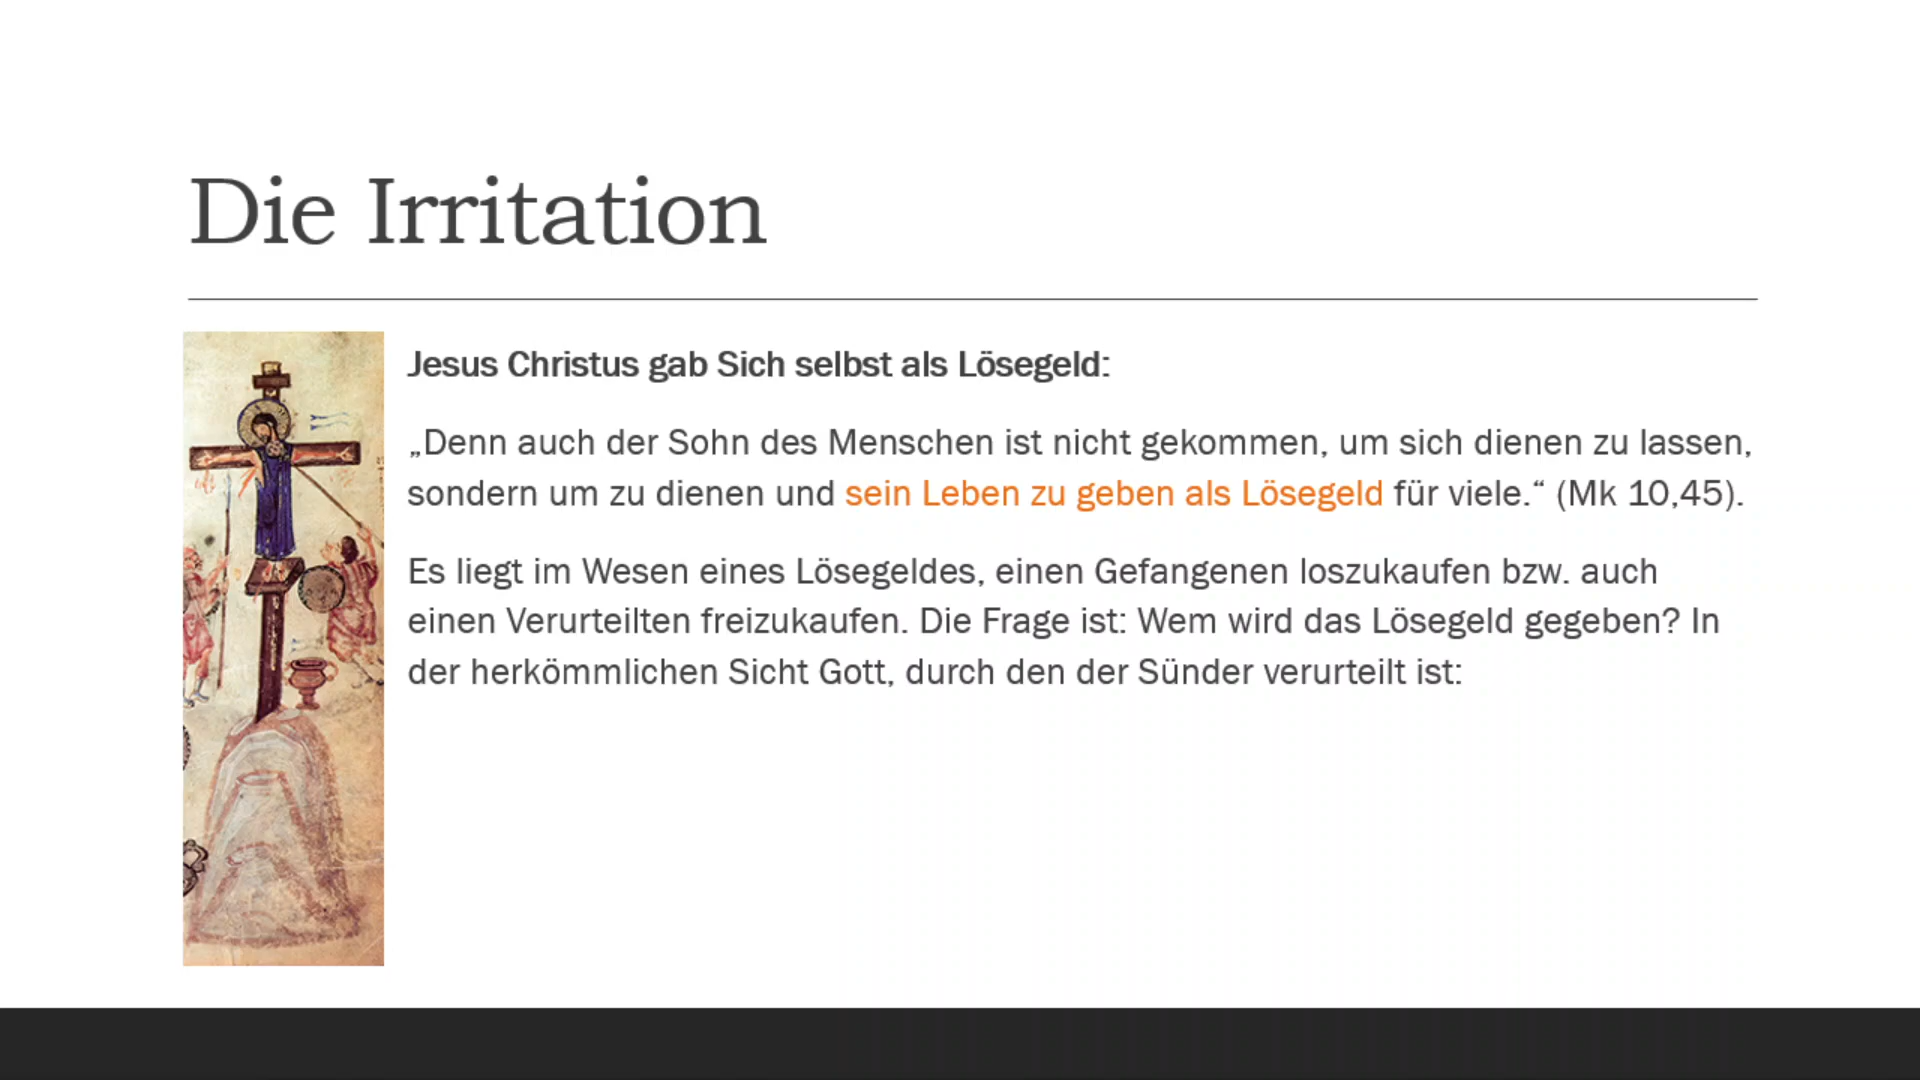 Die Irritation
Jesus Christus gab Sich selbst als Lösegeld:
„Denn auch der Sohn des Menschen ist nicht gekommen, um sich dienen zu lassen,
sondern um zu dienen und sein Leben zu geben als Lösegeld für viele.“ (Mk 10,45).
Es liegt im Wesen eines Lösegeldes, einen Gefangenen loszukaufen bzw. auch
einen Verurteilten freizukaufen. Die Frage ist: Wem wird das Lösegeld gegeben? In
der herkömmlichen Sicht Gott, durch den der Sünder verurteilt ist: